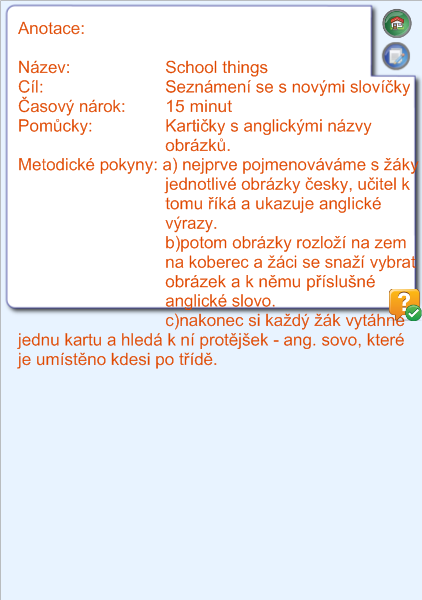 Anotace:
Název: School things
Cíl: Seznámení se s novými slovíčky
Časový nárok: 15 minut
Pomůcky: Kartičky s anglickými názvy
obrázků.
Metodické pokyny: a) nejprve pojmenováváme s žáky
jednotlivé obrázky česky, učitel k
tomu říká a ukazuje anglické
výrazy.
b)potom obrázky rozloží na zem
na koberec a žáci se snaží vybrat
obrázek a k němu příslušné
anglické slovo.
c)nakonec si každý žák vytáhne
jednu kartu a hledá k ní protějšek - ang. sovo, které
je umístěno kdesi po třídě.